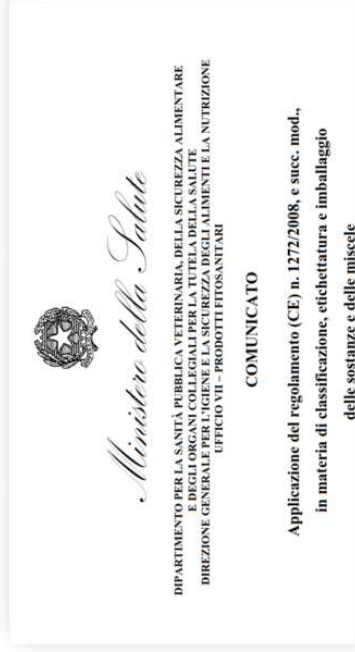 Ministero della Salute
DIPARTIMENTO PER LA SANITÀ PUBBLICA VETERINARIA, DELLA SICUREZZA ALIMENTARE
E DEGLI ORGANI COLLEGIALI PER LA TUTELA DELLA SALUTE
DIREZIONE GENERALE PER L'IGIENE E LA SICUREZZA DEGLI ALIMENTI E LA NUTRIZIONE
UFFICIO VII – PRODOTTI FITOSANITARI
COMUNICATO
Applicazione del regolamento (CE) n. 1272/2008, e succ. mod.,
in materia di classificazione, etichettatura e imballaggio
delle sostanze e delle miscele